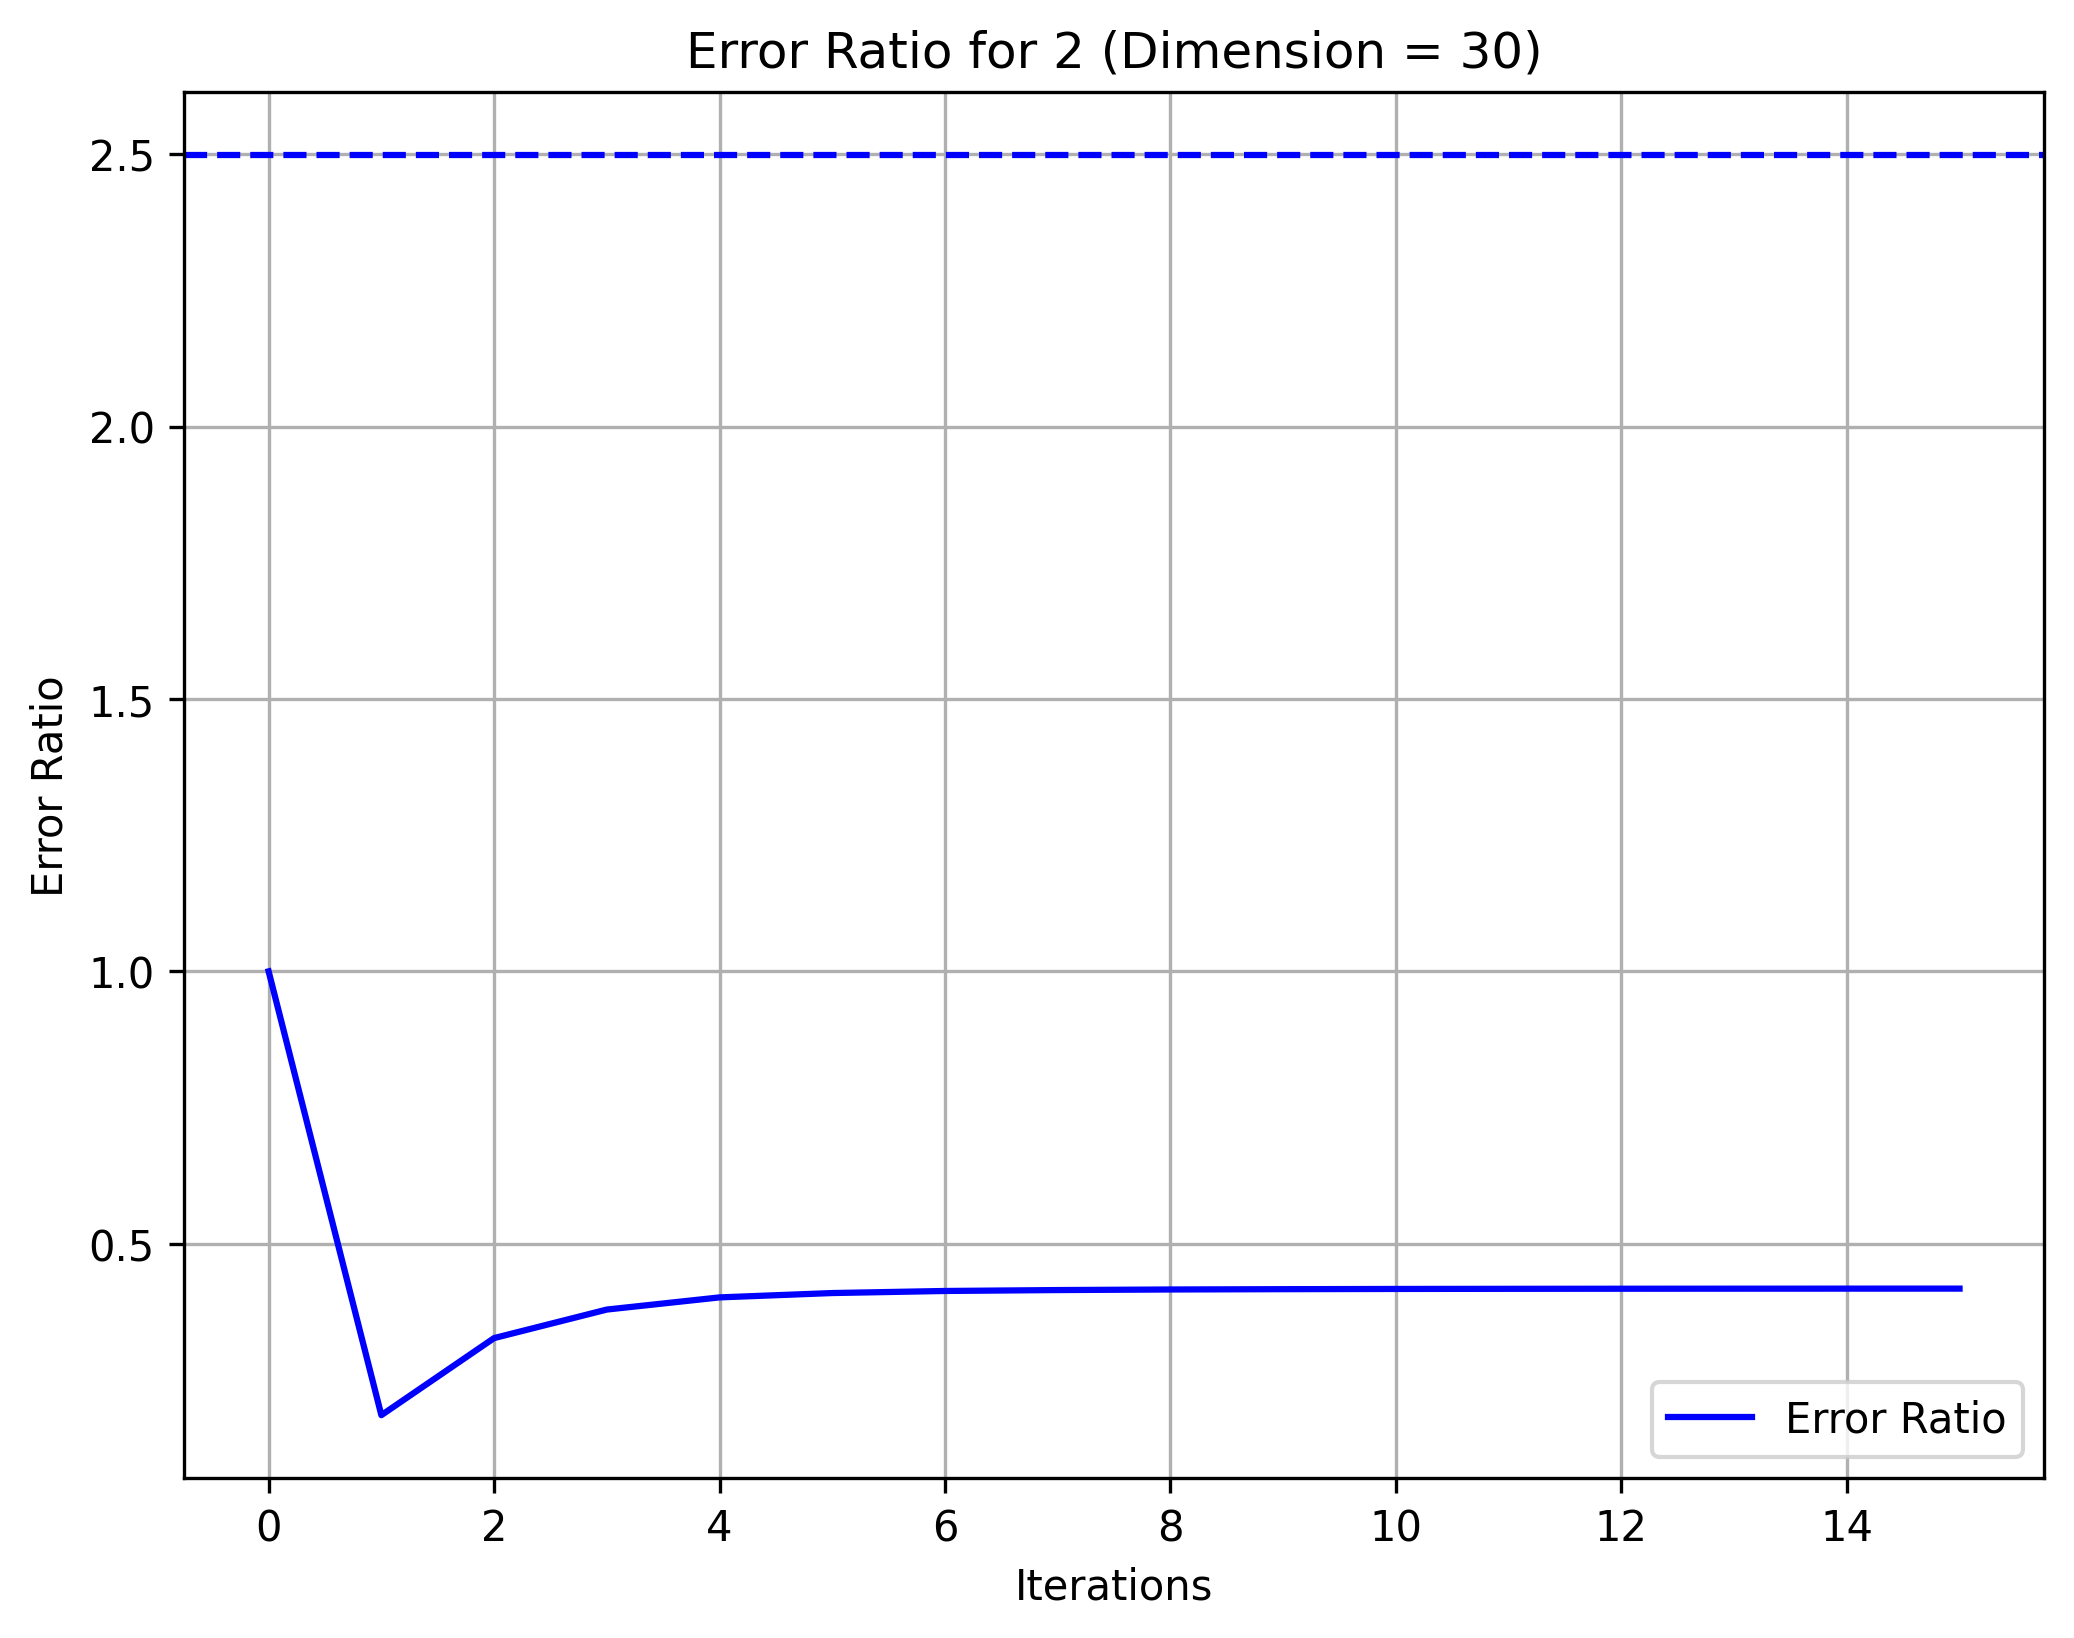 Error Ratio for 2 (Dimension = 30)
2.5
2.0
1.5
1.0
0.5
Error Ratio
Error Ratio
0 2 4 6 8 10 12 14
Iterations